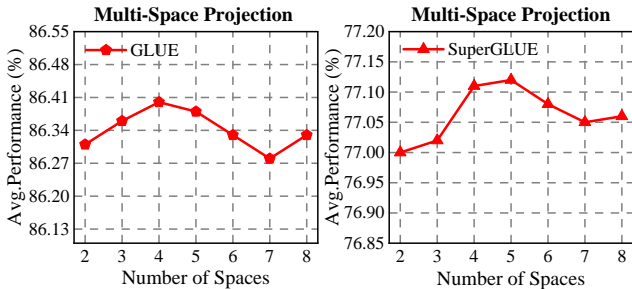 Multi-Space Projection
Avg.Performance (%)
86.55
86.48
86.41
86.34
86.27
86.20
86.13
GLUE
2 3 4 5 6 7 8
Number of Spaces
Multi-Space Projection
Avg.Performance (%)
77.20
77.15
77.10
77.05
77.00
76.95
76.90
76.85
SuperGLUE
2 3 4 5 6 7 8
Number of Spaces